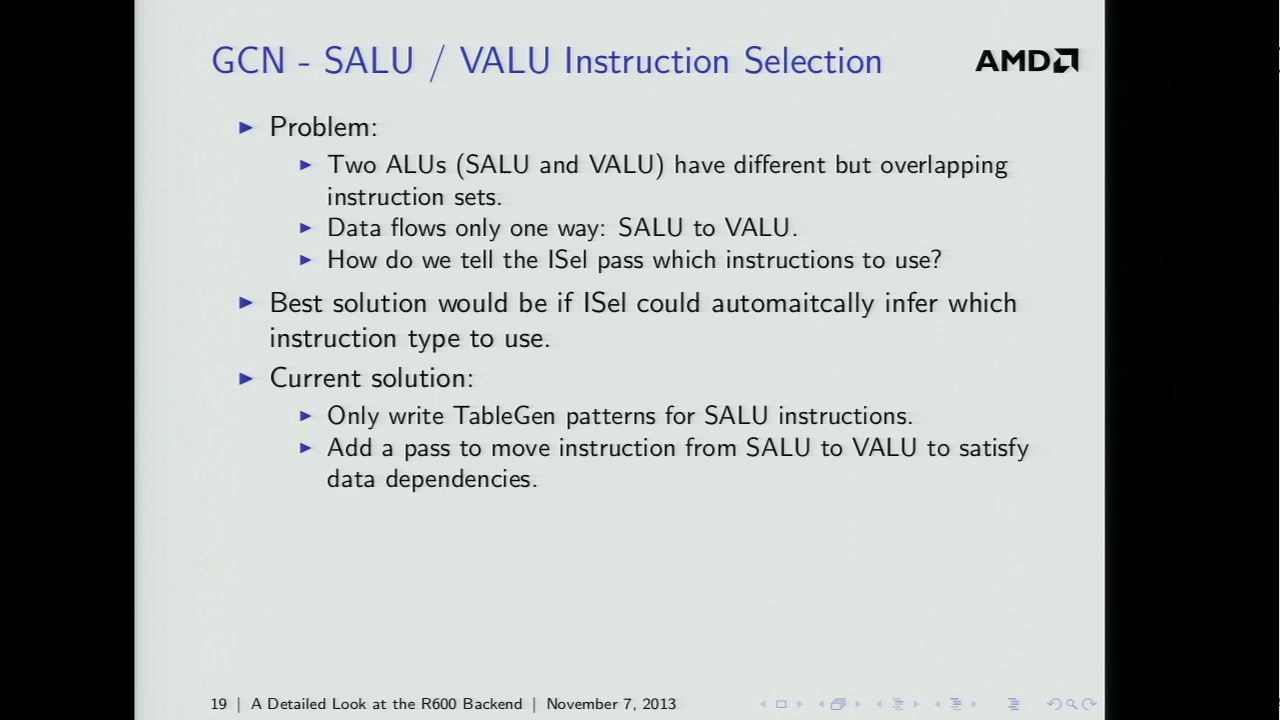 GCN - SALU / VALU Instruction Selection
AMD
Problem:
Two ALUs (SALU and VALU) have different but overlapping
instruction sets.
Data flows only one way: SALU to VALU.
How do we tell the ISel pass which instructions to use?
Best solution would be if ISel could automaitcally infer which
instruction type to use.
Current solution:
Only write TableGen patterns for SALU instructions.
Add a pass to move instruction from SALU to VALU to satisfy
data dependencies.
19 | A Detailed Look at the R600 Backend | November 7, 2013